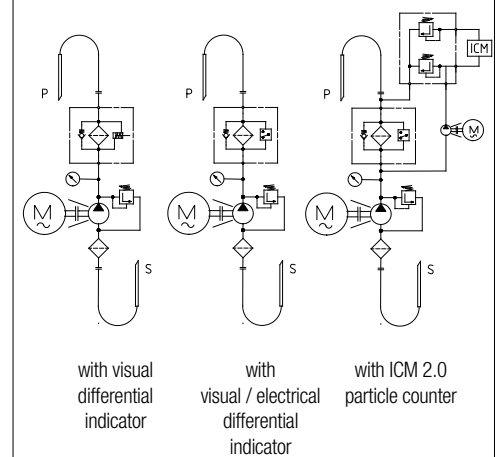 P
M
~
S
with visual
differential
indicator
P
M
~
S
with
visual / electrical
differential
indicator
ICM
P
M
~
M
~
S
with ICM 2.0
particle counter